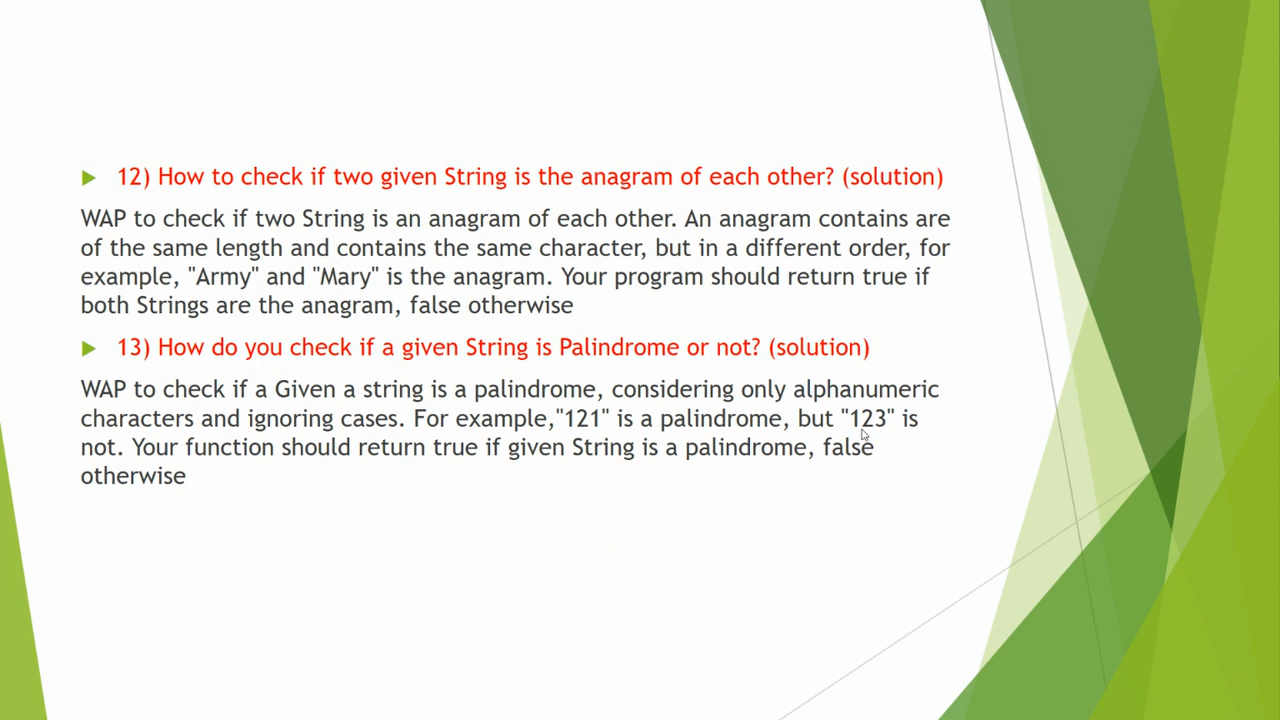 12) How to check if two given String is the anagram of each other? (solution)
WAP to check if two String is an anagram of each other. An anagram contains are
of the same length and contains the same character, but in a different order, for
example, "Army" and "Mary" is the anagram. Your program should return true if
both Strings are the anagram, false otherwise
13) How do you check if a given String is Palindrome or not? (solution)
WAP to check if a Given a string is a palindrome, considering only alphanumeric
characters and ignoring cases. For example,"121" is a palindrome, but "123" is
not. Your function should return true if given String is a palindrome, false
otherwise